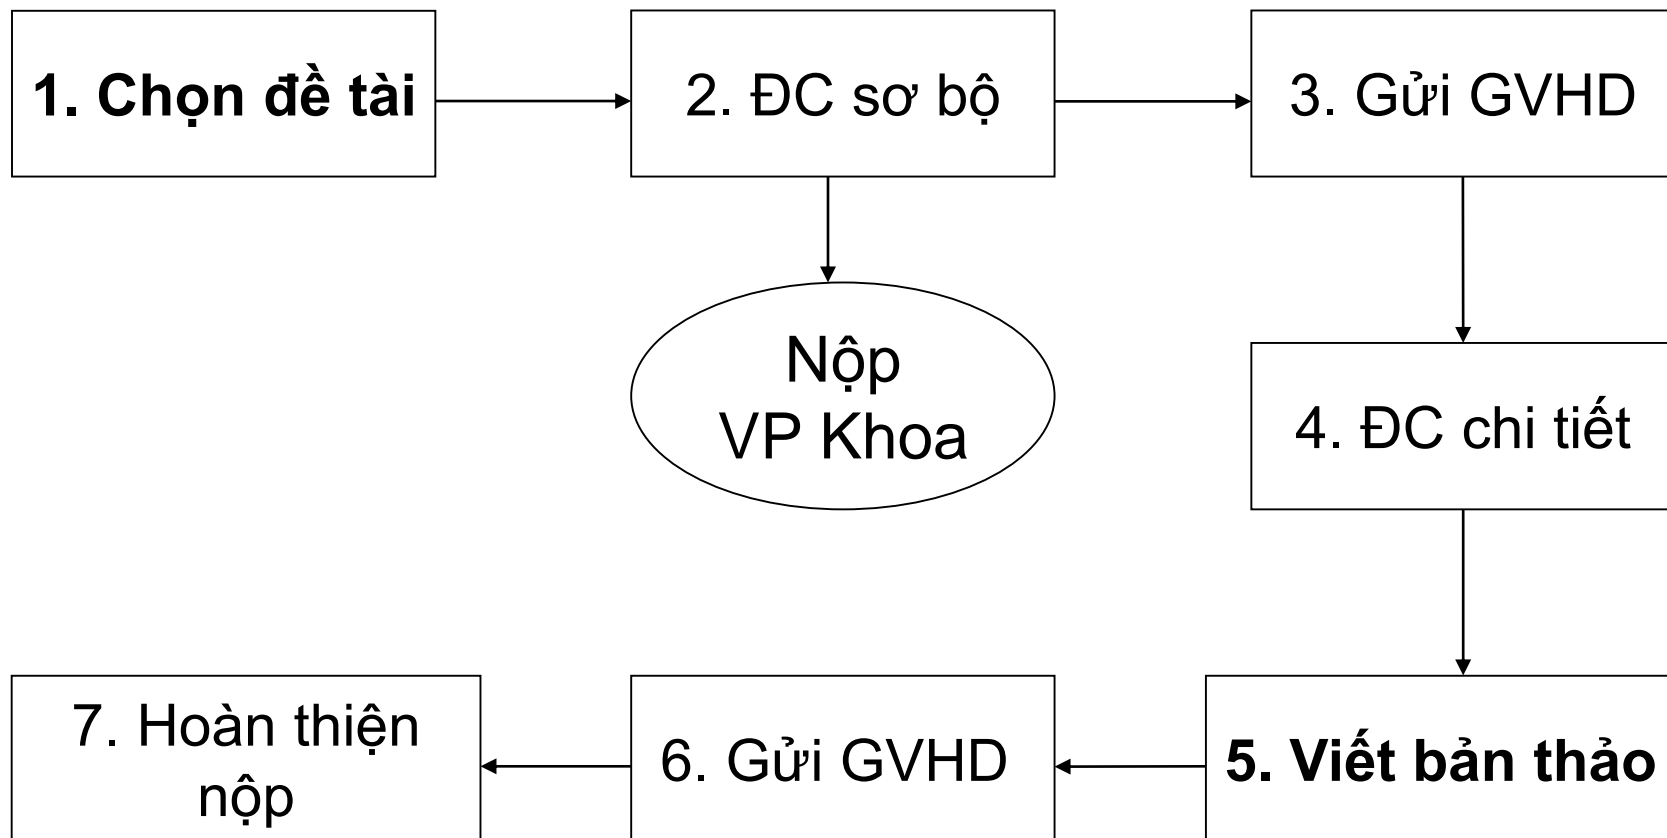 1. Chọn đề tài
2. ĐC sơ bộ
3. Gửi GVHD
Nộp
VP Khoa
4. ĐC chi tiết
5. Viết bản thảo
6. Gửi GVHD
7. Hoàn thiện
nộp